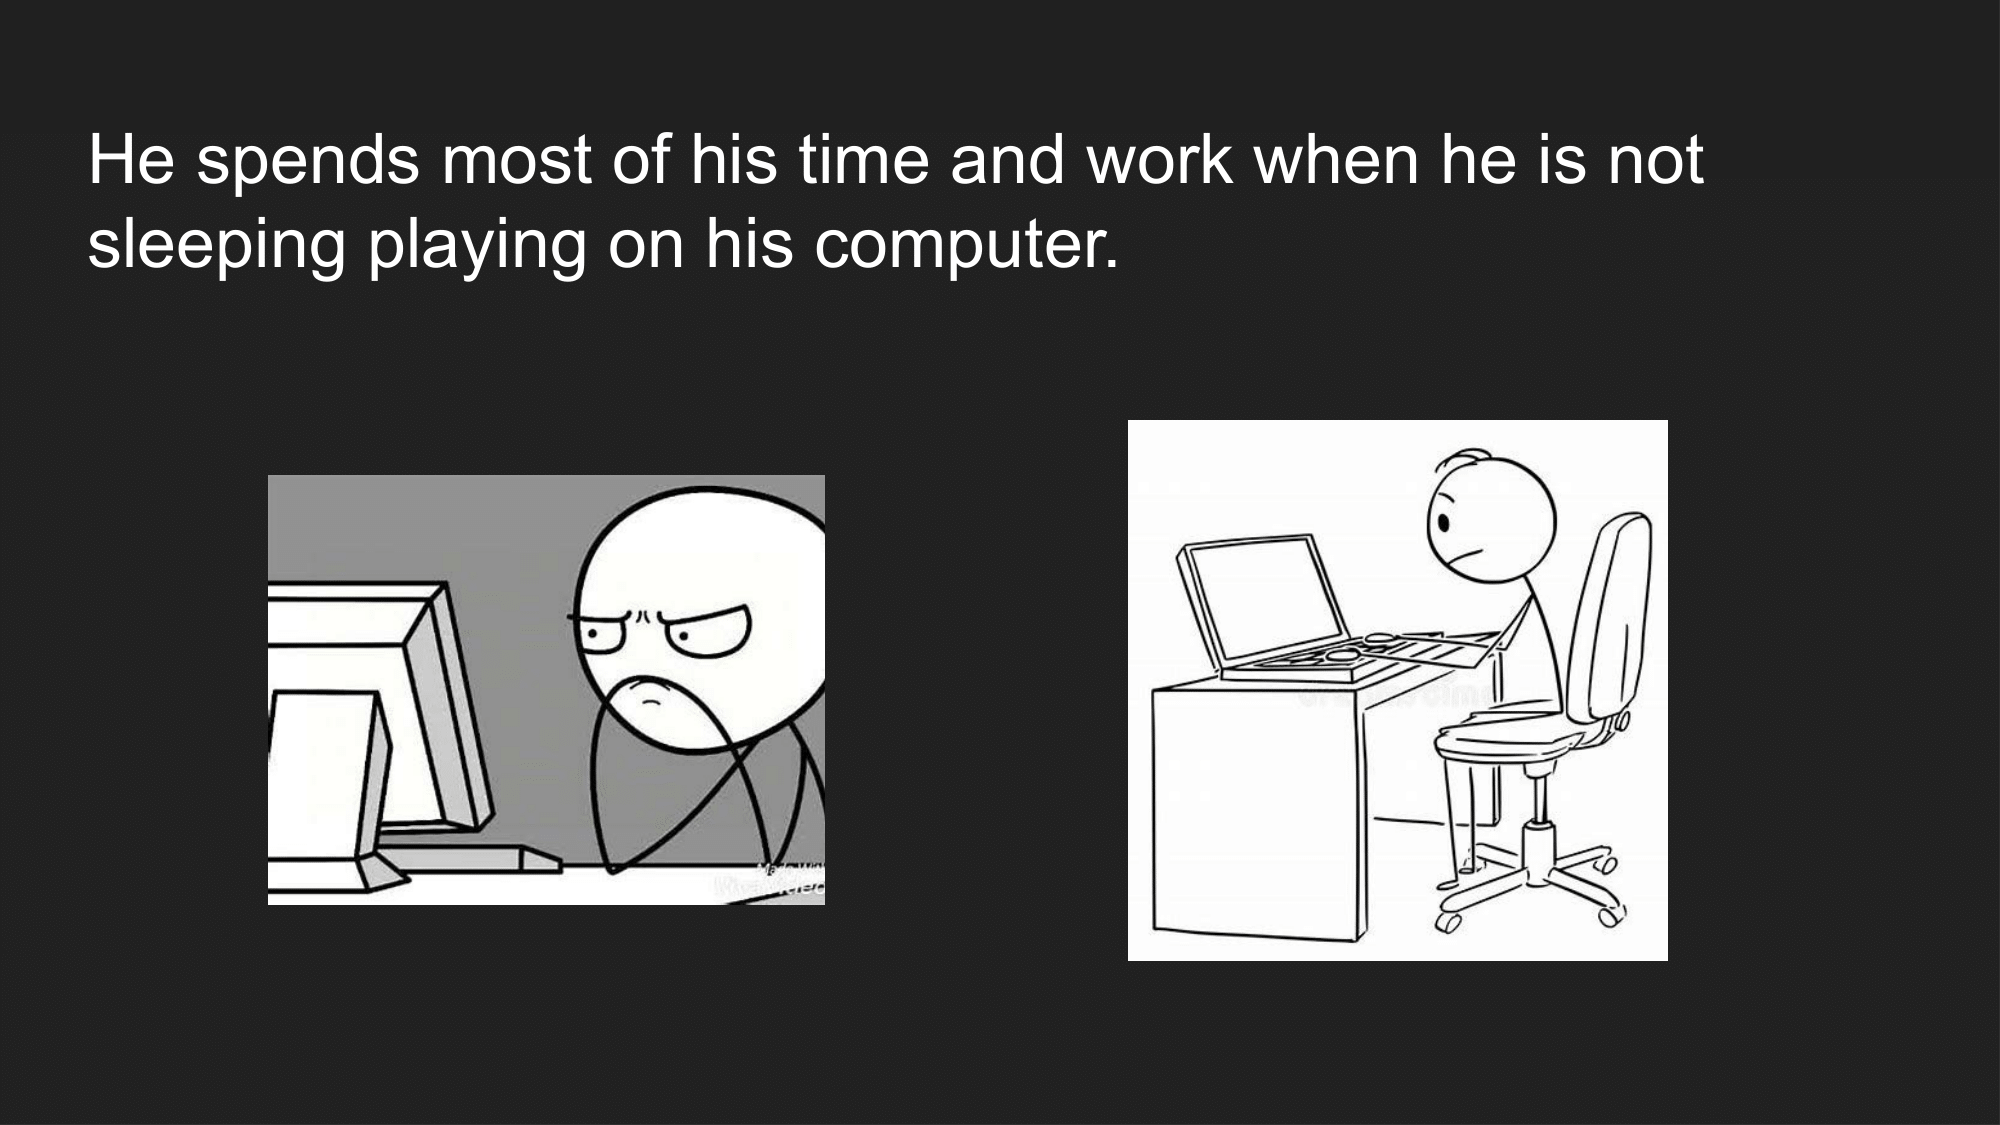 He spends most of his time and work when he is not
sleeping playing on his computer.
Made With
VivaVideo